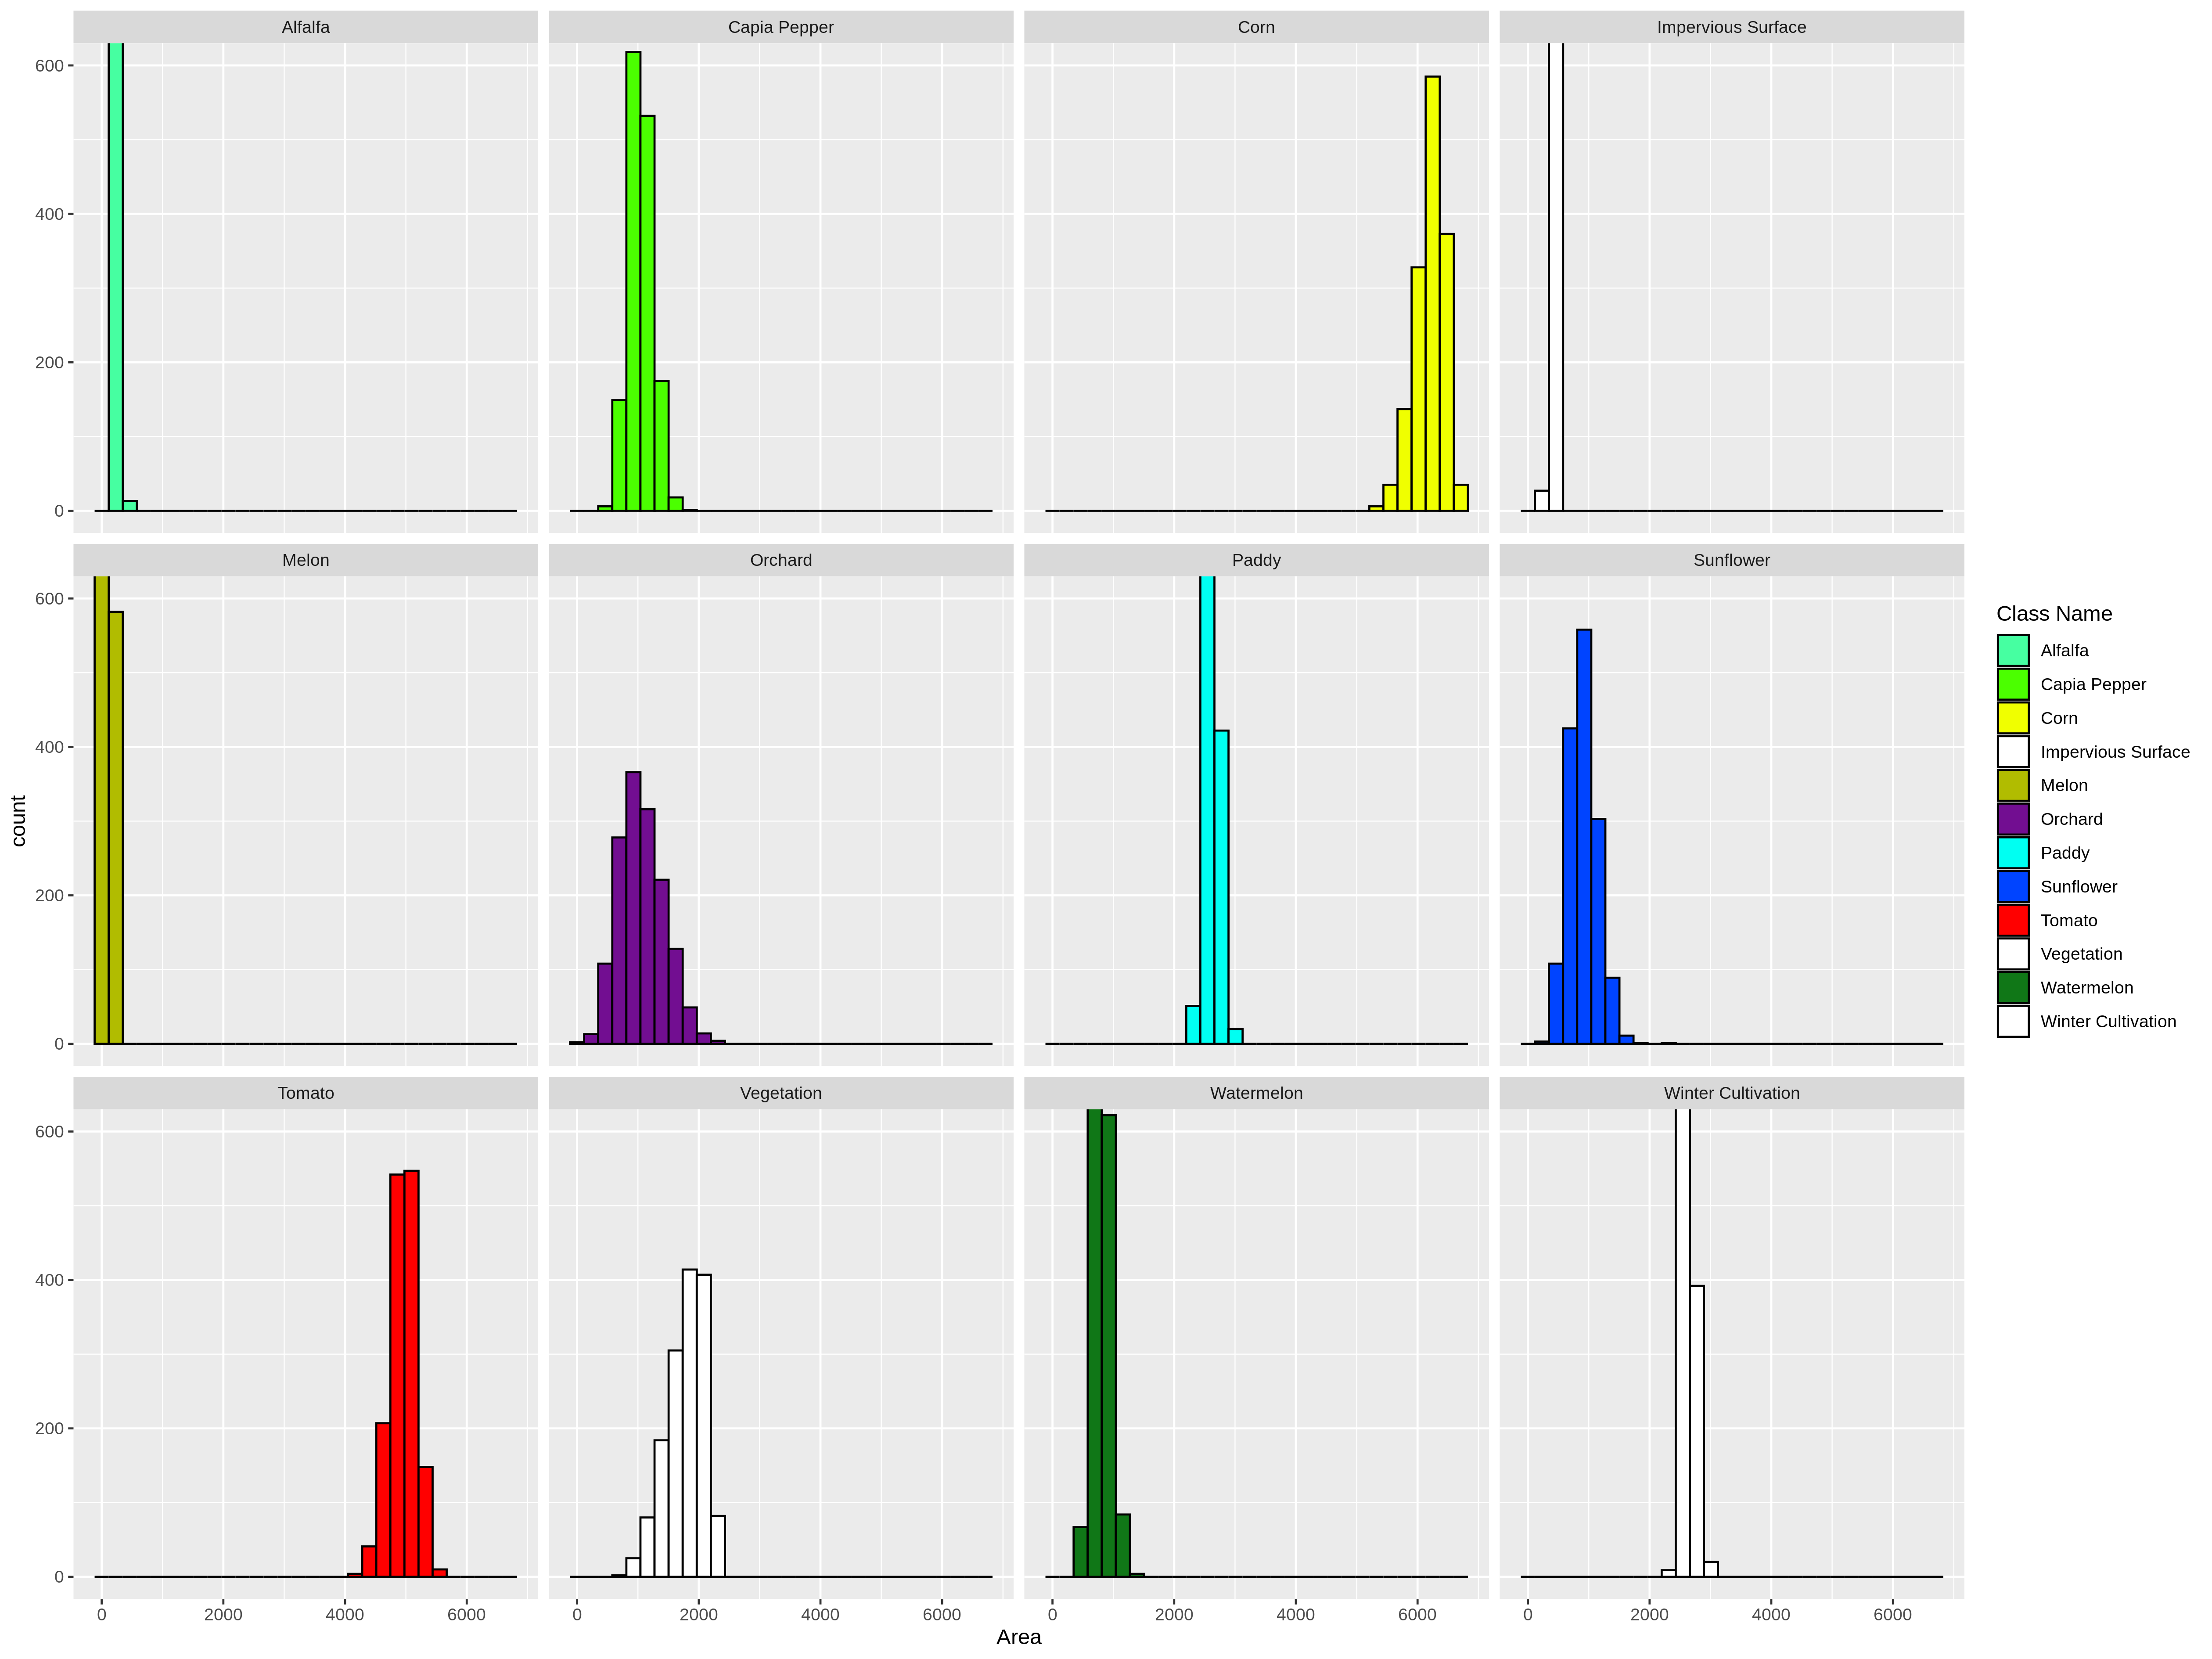 Alfalfa
Capia Pepper
Corn
Impervious Surface
600
400
200
0
Melon
Orchard
Paddy
Sunflower
600
400
200
0
Tomato
Vegetation
Watermelon
Winter Cultivation
600
400
200
0
0 2000 4000 6000
0 2000 4000 6000
0 2000 4000 6000
0 2000 4000 6000
Area
count
Class Name
Alfalfa
Capia Pepper
Corn
Impervious Surface
Melon
Orchard
Paddy
Sunflower
Tomato
Vegetation
Watermelon
Winter Cultivation